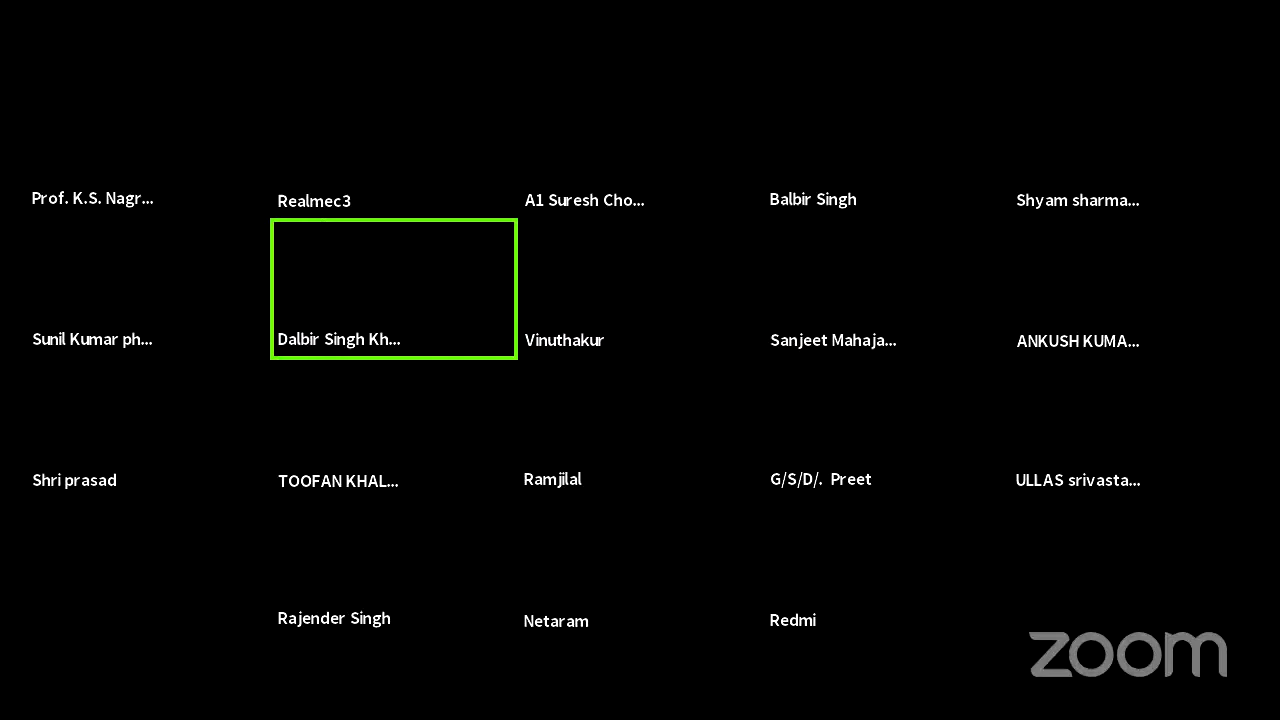 Prof. K.S. Nagr...
Realmec3
A1 Suresh Cho...
Balbir Singh
Shyam sharma...
Sunil Kumar ph...
Dalbir Singh Kh...
Vinuthakur
Sanjeet Mahaja...
ANKUSH KUMA...
Shri prasad
TOOFAN KHAL...
Ramjilal
G/S/D/. Preet
ULLAS srivasta...
Rajender Singh
Netaram
Redmi
zoom